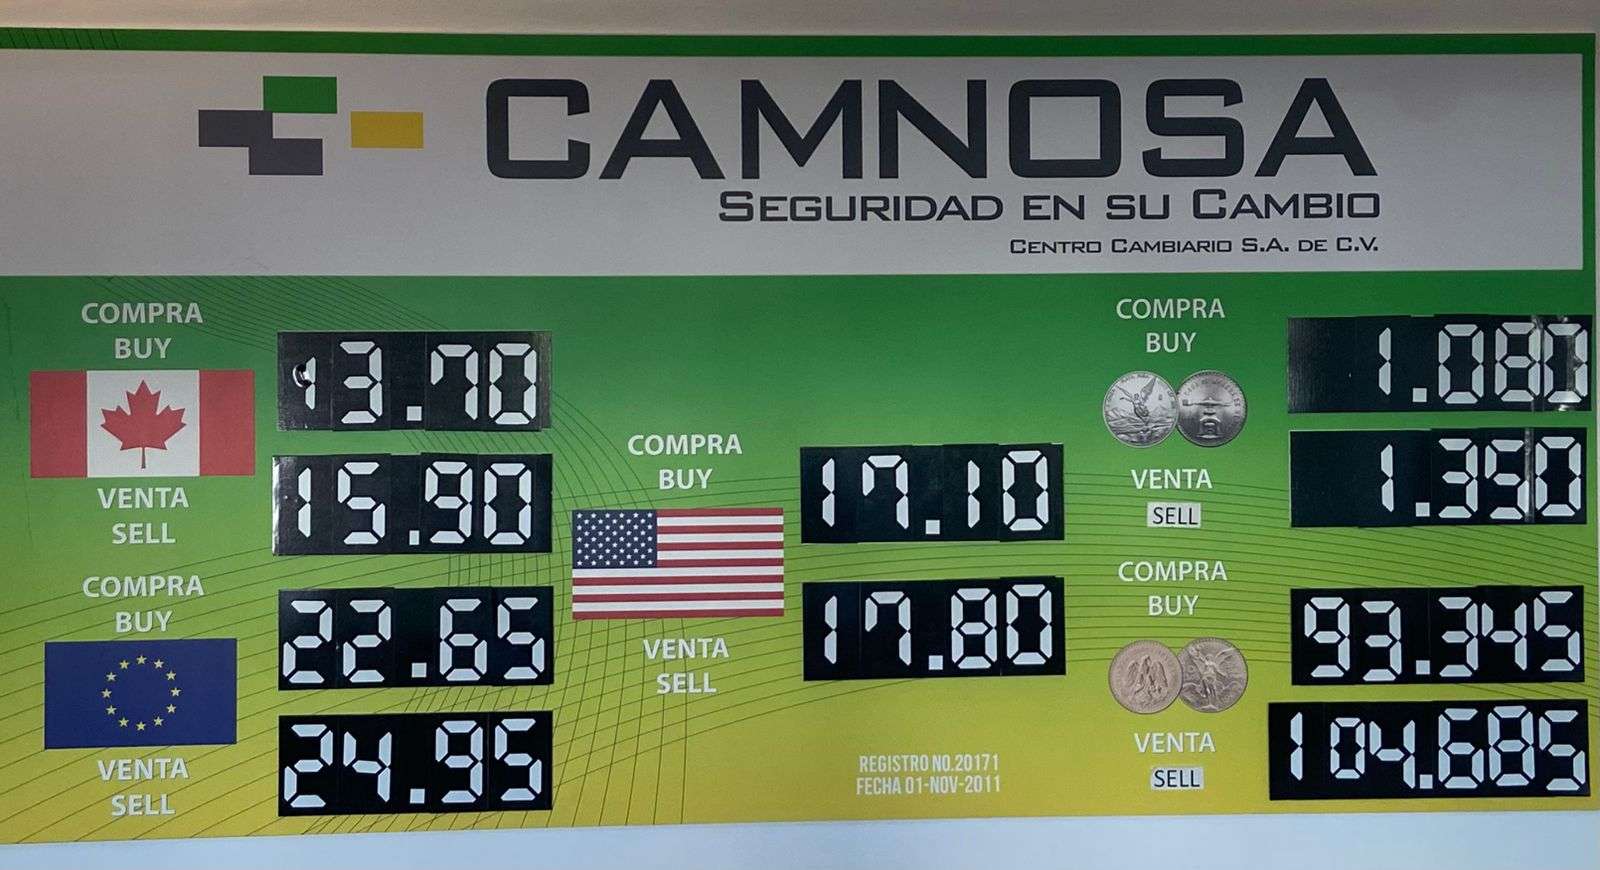 CAMNOSA
SEGURIDAD EN SU CAMBIO
CENTRO CAMBIARIO S.A. DE C.V.
COMPRA
BUY
13.70
VENTA
SELL
15.90
COMPRA
BUY
22.65
VENTA
SELL
24.95
COMPRA
BUY
17.10
VENTA
SELL
17.80
REGISTRO NO.20171
FECHA 01-NOV-2011
COMPRA
BUY
1.080
VENTA
SELL
1.350
COMPRA
BUY
93.345
VENTA
SELL
104.685